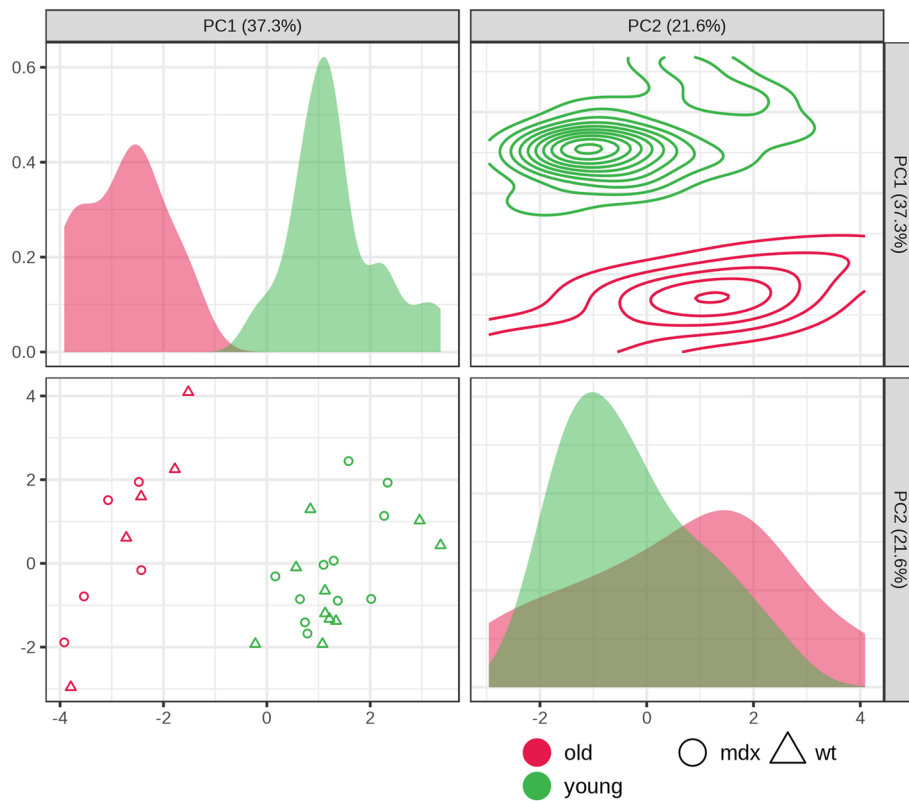 PC1 (37.3%)
PC2 (21.6%)
0.6
0.4
0.2
0.0
PC1 (37.3%)
4
2
0
-2
PC2 (21.6%)
-4 -2 0 2
-2 0 2 4
old mdx wt
young